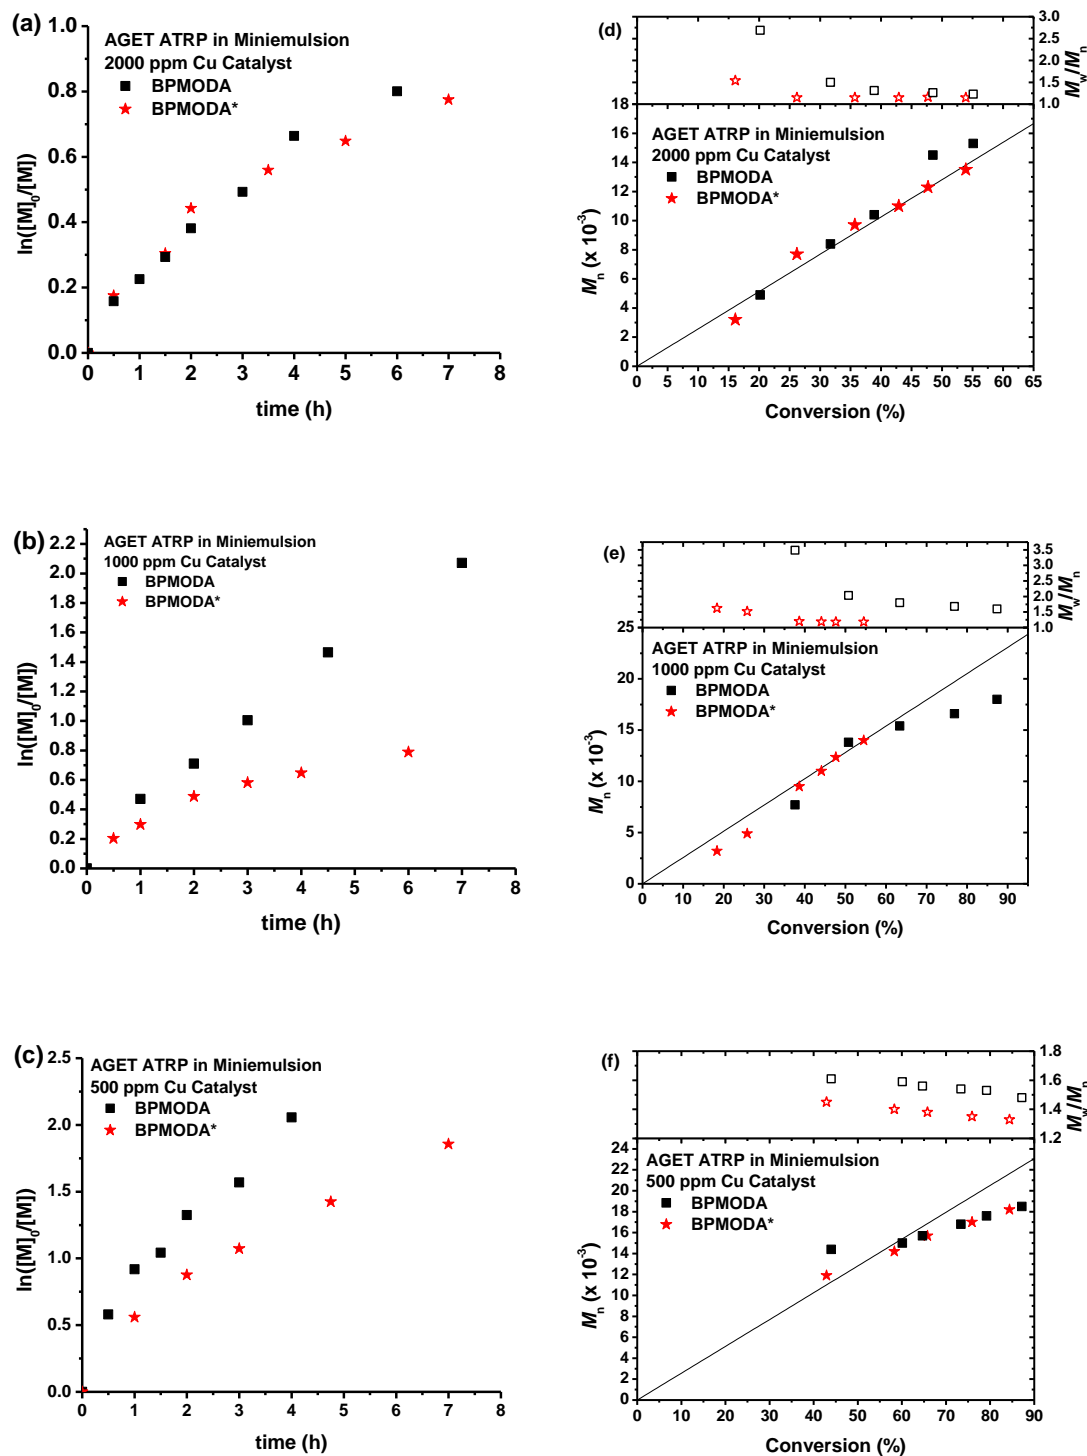 (a)
AGET ATRP in Miniemulsion
2000 ppm Cu Catalyst
BPMODA
BPMODA*
1.0
0.8
0.6
0.4
0.2
0.0
ln([M]0/[M])
0 1 2 3 4 5 6 7 8
time (h)
(d)
3.0
2.5
2.0
1.5
1.0
Mw/Mn
AGET ATRP in Miniemulsion
2000 ppm Cu Catalyst
BPMODA
BPMODA*
18
16
14
12
10
8
6
4
2
0
Mn (x 10-3)
0 5 10 15 20 25 30 35 40 45 50 55 60 65
Conversion (%)
(b)
AGET ATRP in Miniemulsion
1000 ppm Cu Catalyst
BPMODA
BPMODA*
2.2
2.0
1.8
1.6
1.4
1.2
1.0
0.8
0.6
0.4
0.2
0.0
ln([M]0/[M])
0 1 2 3 4 5 6 7 8
time (h)
(e)
3.5
3.0
2.5
2.0
1.5
1.0
Mw/Mn
AGET ATRP in Miniemulsion
1000 ppm Cu Catalyst
BPMODA
BPMODA*
25
20
15
10
5
0
Mn (x 10-3)
0 10 20 30 40 50 60 70 80 90
Conversion (%)
(c)
AGET ATRP in Miniemulsion
500 ppm Cu Catalyst
BPMODA
BPMODA*
2.5
2.0
1.5
1.0
0.5
0.0
ln([M]0/[M])
0 1 2 3 4 5 6 7 8
time (h)
(f)
1.8
1.6
1.4
1.2
Mw/Mn
AGET ATRP in Miniemulsion
500 ppm Cu Catalyst
BPMODA
BPMODA*
24
22
20
18
16
14
12
10
8
6
4
2
0
Mn (x 10-3)
0 10 20 30 40 50 60 70 80 90
Conversion (%)